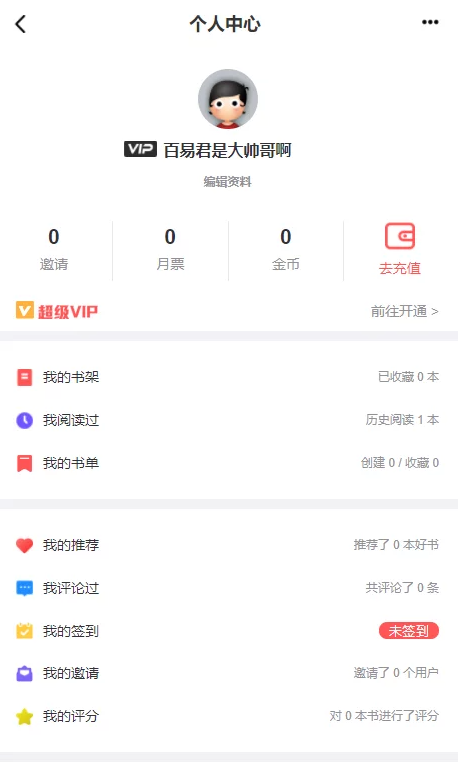 个人中心
VIP 百易君是大帅哥啊
编辑资料
0 0 0
邀请 月票 金币 去充值
V 超级VIP 前往开通 >
我的书架 已收藏 0 本
我阅读过 历史阅读 1 本
我的书单 创建 0 / 收藏 0
我的推荐 推荐了 0 本好书
我评论过 共评论了 0 条
我的签到 未签到
我的邀请 邀请了 0 个用户
我的评分 对 0 本书进行了评分